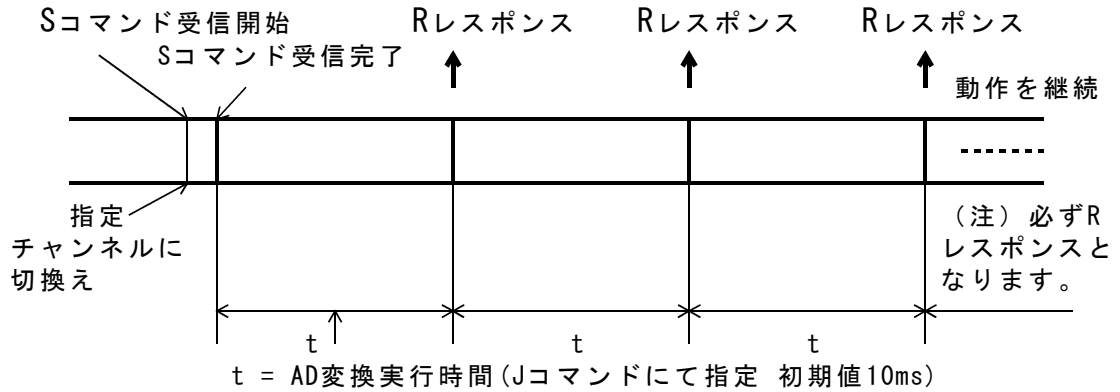 Sコマンド受信開始
Sコマンド受信完了
Rレスポンス
Rレスポンス
Rレスポンス
動作を継続
指定
チャンネルに
切換え
(注)必ずR
レスポンスと
なります。
t
t
t
t = AD変換実行時間(Jコマンドにて指定 初期値10ms)